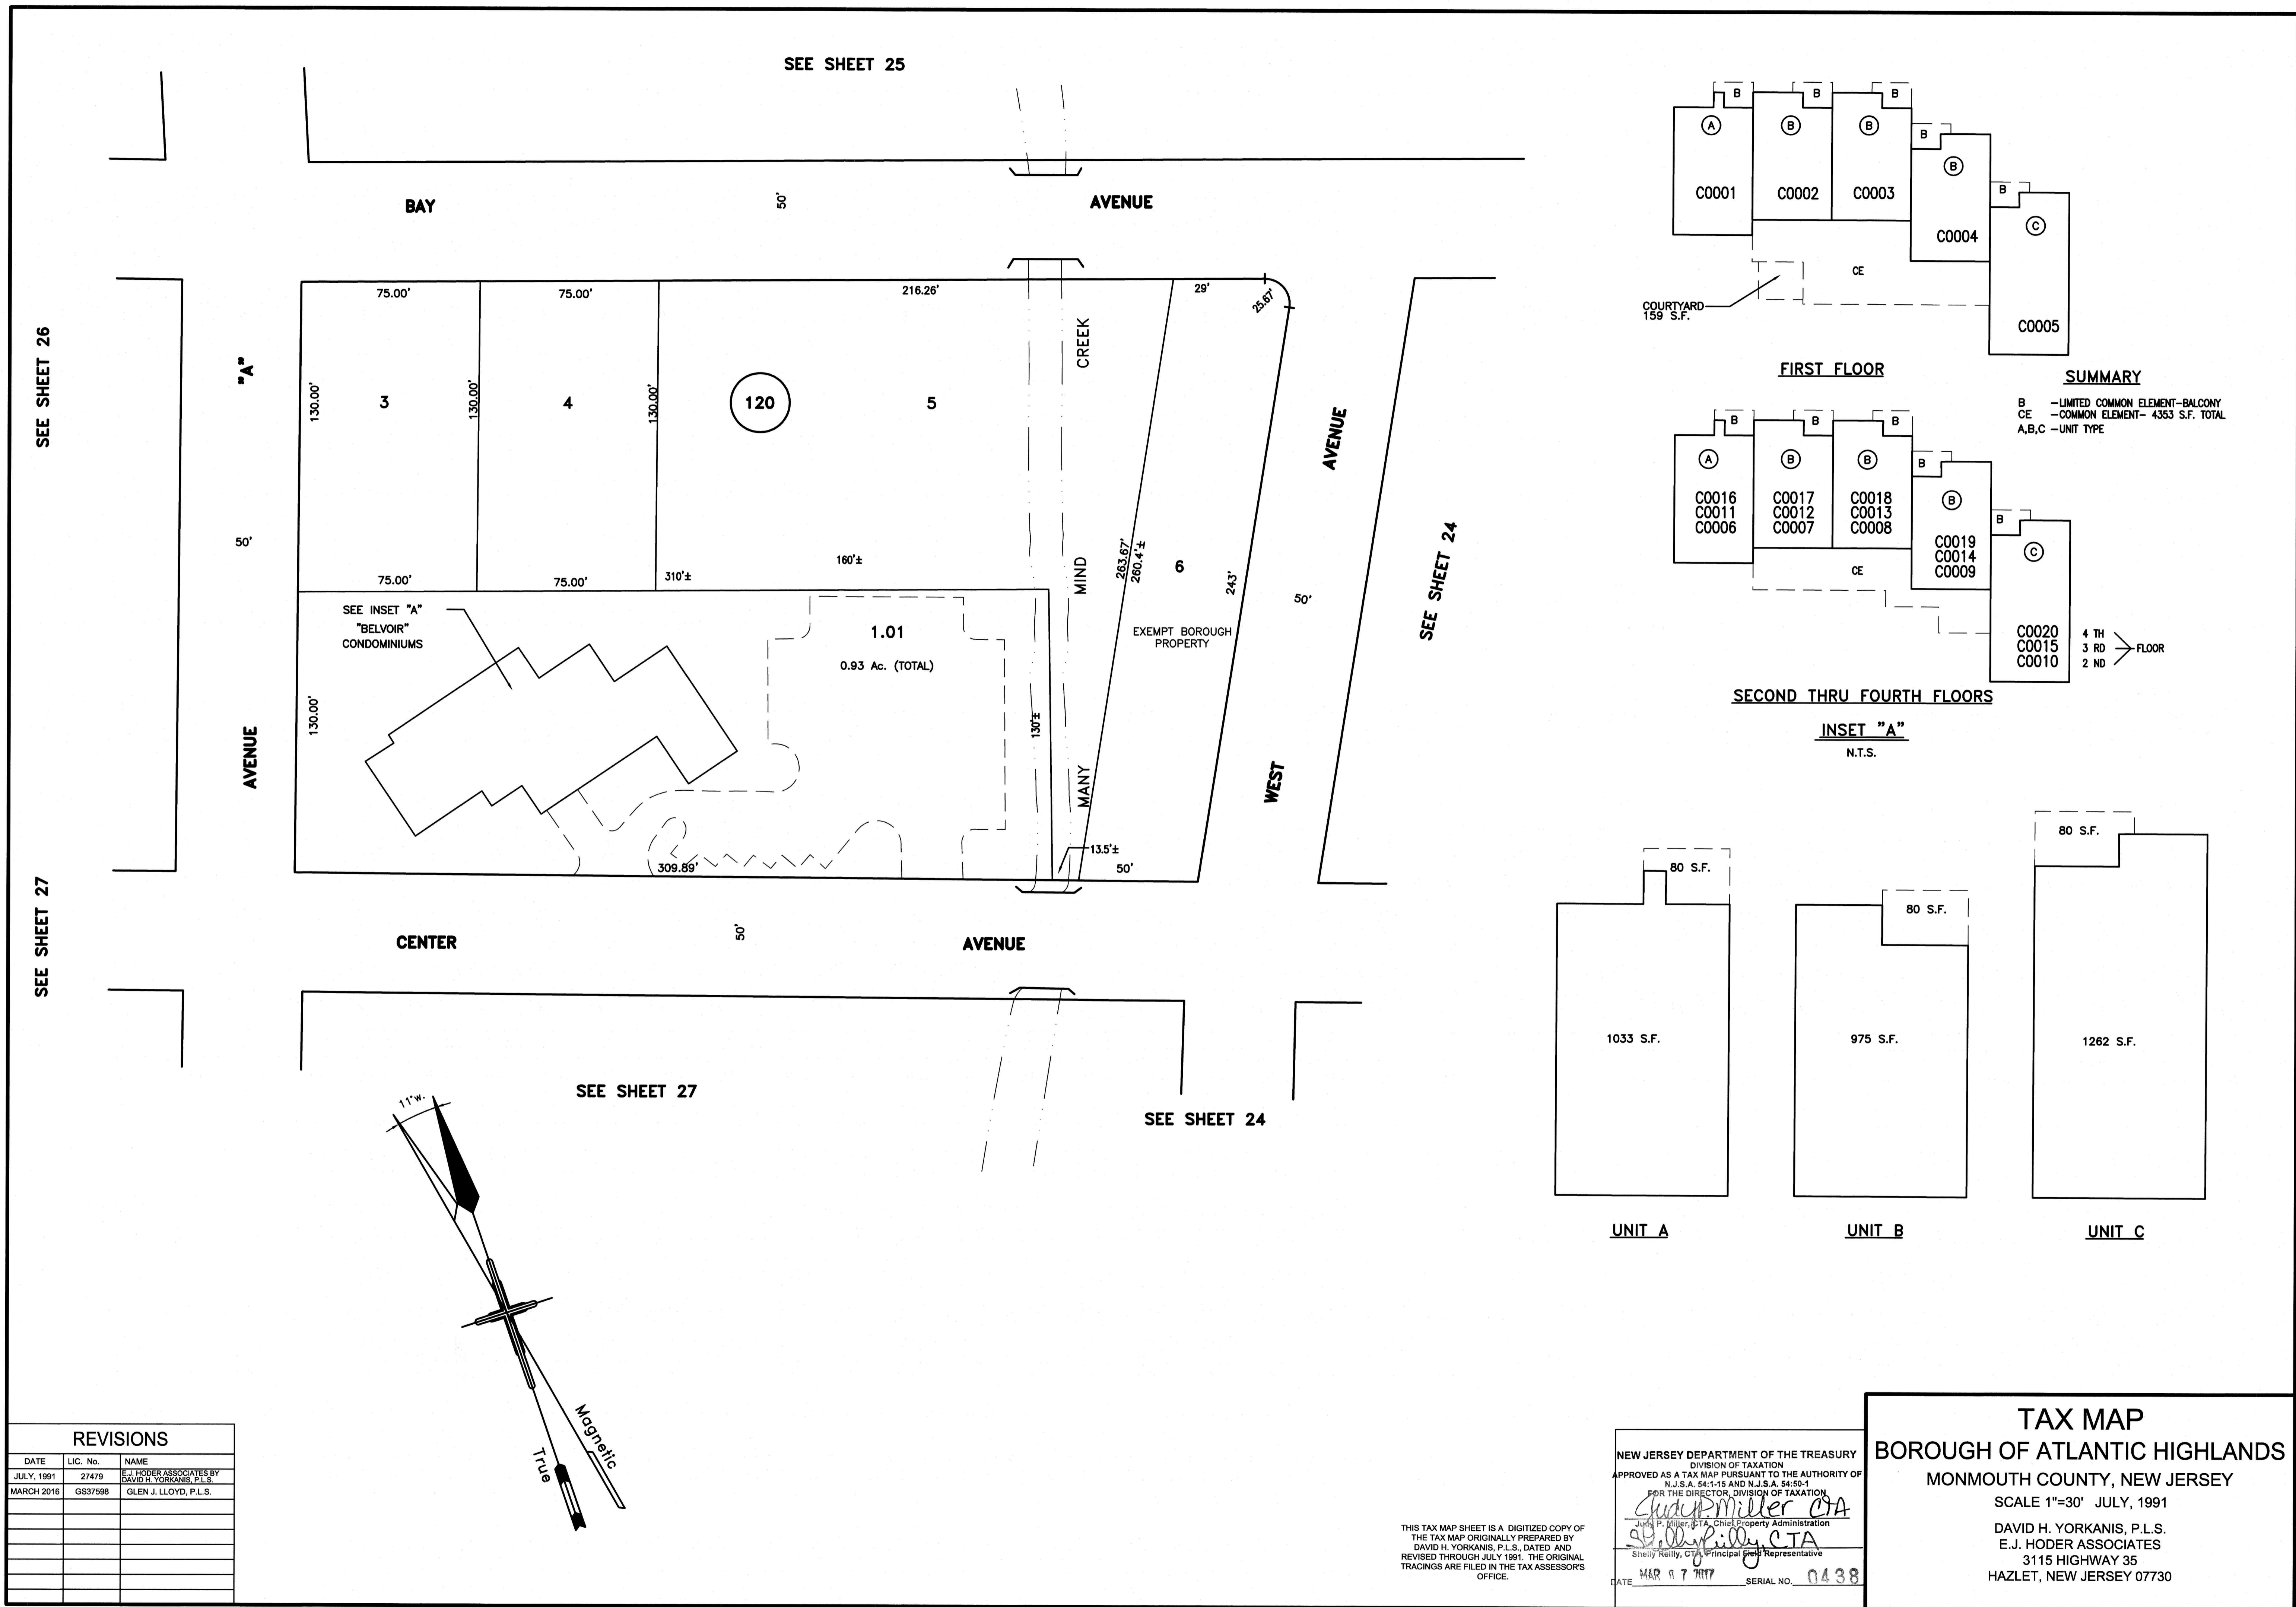 SEE SHEET 25
BAY
50'
AVENUE
SEE SHEET 26
"A"
50'
AVENUE
SEE SHEET 27
75.00'
75.00'
216.26'
29'
25.67'
130.00'
3
130.00'
4
130.00'
120
5
CREEK
MIND
MANY
75.00'
75.00'
310'±
160'±
263.67'
260.4'±
6
243'
EXEMPT BOROUGH
PROPERTY
AVENUE
50'
WEST
SEE SHEET 24
SEE INSET "A"
"BELVOIR"
CONDOMINIUMS
1.01
0.93 Ac. (TOTAL)
130.00'
130'±
13.5'±
309.89'
50'
CENTER
50'
AVENUE
SEE SHEET 27
SEE SHEET 24
11°W.
Magnetic
True
B
B
B
B
B
A
B
B
B
C
C0001
C0002
C0003
C0004
C0005
CE
COURTYARD
159 S.F.
FIRST FLOOR
SUMMARY
B –LIMITED COMMON ELEMENT–BALCONY
CE –COMMON ELEMENT– 4353 S.F. TOTAL
A,B,C –UNIT TYPE
B
B
B
B
B
A
B
B
B
C
C0016
C0011
C0006
C0017
C0012
C0007
C0018
C0013
C0008
C0019
C0014
C0009
C0020
C0015
C0010
CE
4 TH
3 RD FLOOR
2 ND
SECOND THRU FOURTH FLOORS
INSET "A"
N.T.S.
80 S.F.
1033 S.F.
UNIT A
80 S.F.
975 S.F.
UNIT B
80 S.F.
1262 S.F.
UNIT C
REVISIONS
DATE LIC. No. NAME
JULY, 1991 27479 E.J. HODER ASSOCIATES BY
DAVID H. YORKANIS, P.L.S.
MARCH 2016 GS37598 GLEN J. LLOYD, P.L.S.
THIS TAX MAP SHEET IS A DIGITIZED COPY OF
THE TAX MAP ORIGINALLY PREPARED BY
DAVID H. YORKANIS, P.L.S., DATED AND
REVISED THROUGH JULY 1991. THE ORIGINAL
TRACINGS ARE FILED IN THE TAX ASSESSOR'S
OFFICE.
NEW JERSEY DEPARTMENT OF THE TREASURY
DIVISION OF TAXATION
APPROVED AS A TAX MAP PURSUANT TO THE AUTHORITY OF
N.J.S.A. 54:1-15 AND N.J.S.A. 54:50-1
FOR THE DIRECTOR, DIVISION OF TAXATION
Judy P. Miller CTA
Judy P. Miller, CTA, Chief, Property Administration
Shelly Reilly, CTA
Shelly Reilly, CTA, Principal Field Representative
DATE MAR 07 2017 SERIAL NO. 0438
TAX MAP
BOROUGH OF ATLANTIC HIGHLANDS
MONMOUTH COUNTY, NEW JERSEY
SCALE 1"=30' JULY, 1991
DAVID H. YORKANIS, P.L.S.
E.J. HODER ASSOCIATES
3115 HIGHWAY 35
HAZLET, NEW JERSEY 07730